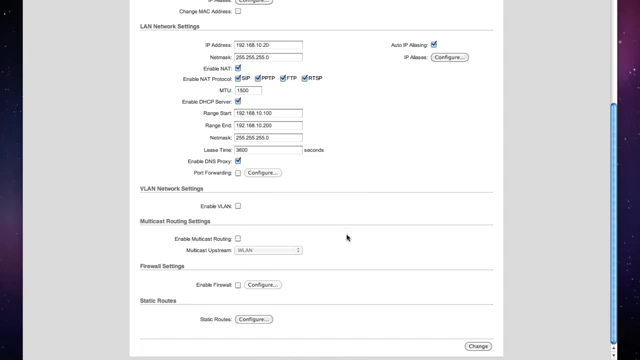 IP Aliases: Configure...
Change MAC Address:
LAN Network Settings
IP Address: 192.168.10.20 Auto IP Aliasing:
Netmask: 255.255.255.0 IP Aliases: Configure...
Enable NAT:
Enable NAT Protocol: SIP PPTP FTP RTSP
MTU: 1500
Enable DHCP Server:
Range Start: 192.168.10.100
Range End: 192.168.10.200
Netmask: 255.255.255.0
Lease Time: 3600 seconds
Enable DNS Proxy:
Port Forwarding: Configure...
VLAN Network Settings
Enable VLAN:
Multicast Routing Settings
Enable Multicast Routing:
Multicast Upstream: WLAN
Firewall Settings
Enable Firewall: Configure...
Static Routes
Static Routes: Configure...
Change